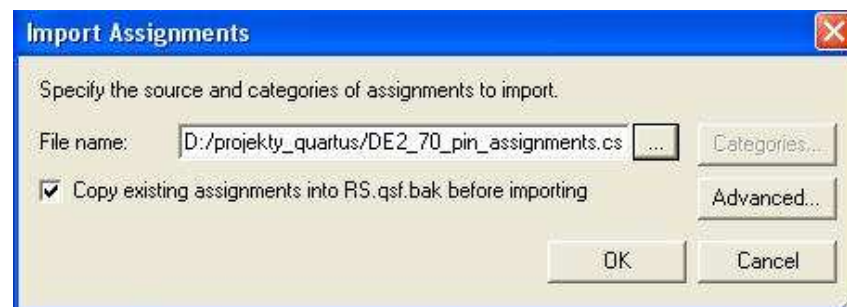 Import Assignments
Specify the source and categories of assignments to import.
File name: D:/projekty_quartus/DE2_70_pin_assignments.cs ... Categories...
Copy existing assignments into RS.qsf.bak before importing Advanced...
OK Cancel